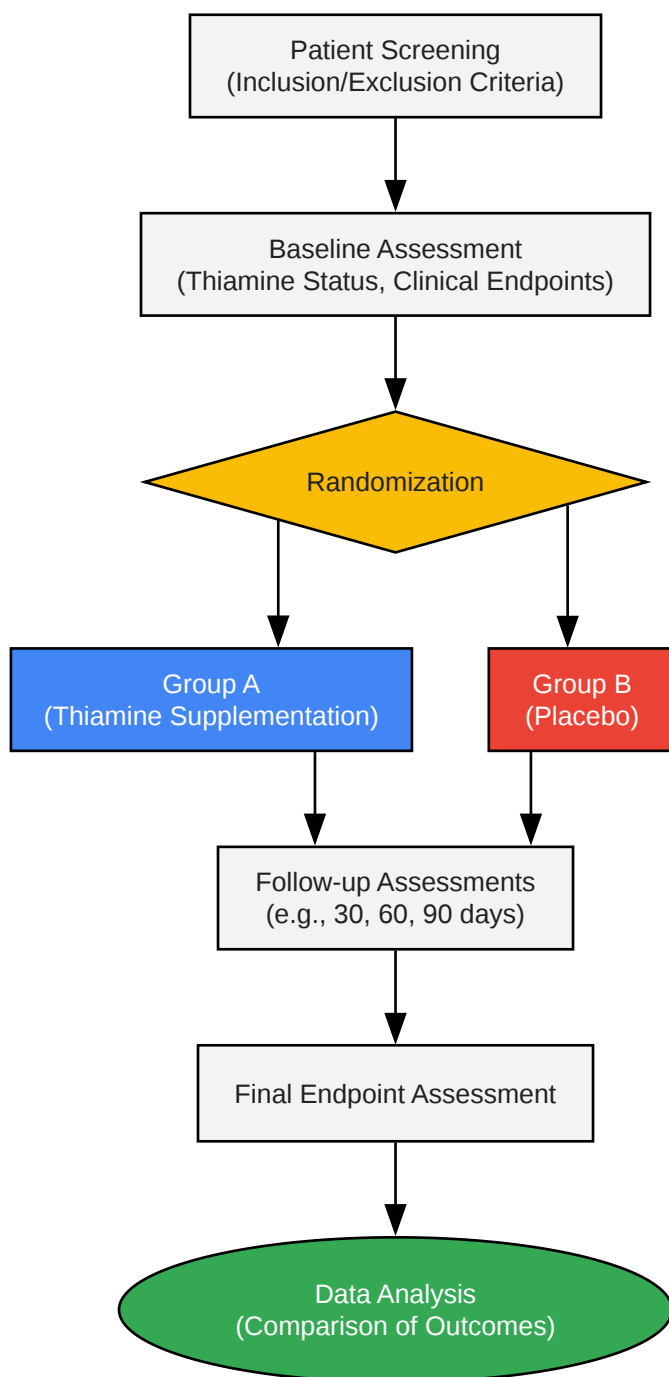 Patient Screening
(Inclusion/Exclusion Criteria)
Baseline Assessment
(Thiamine Status, Clinical Endpoints)
Randomization
Group A
(Thiamine Supplementation)
Group B
(Placebo)
Follow-up Assessments
(e.g., 30, 60, 90 days)
Final Endpoint Assessment
Data Analysis
(Comparison of Outcomes)